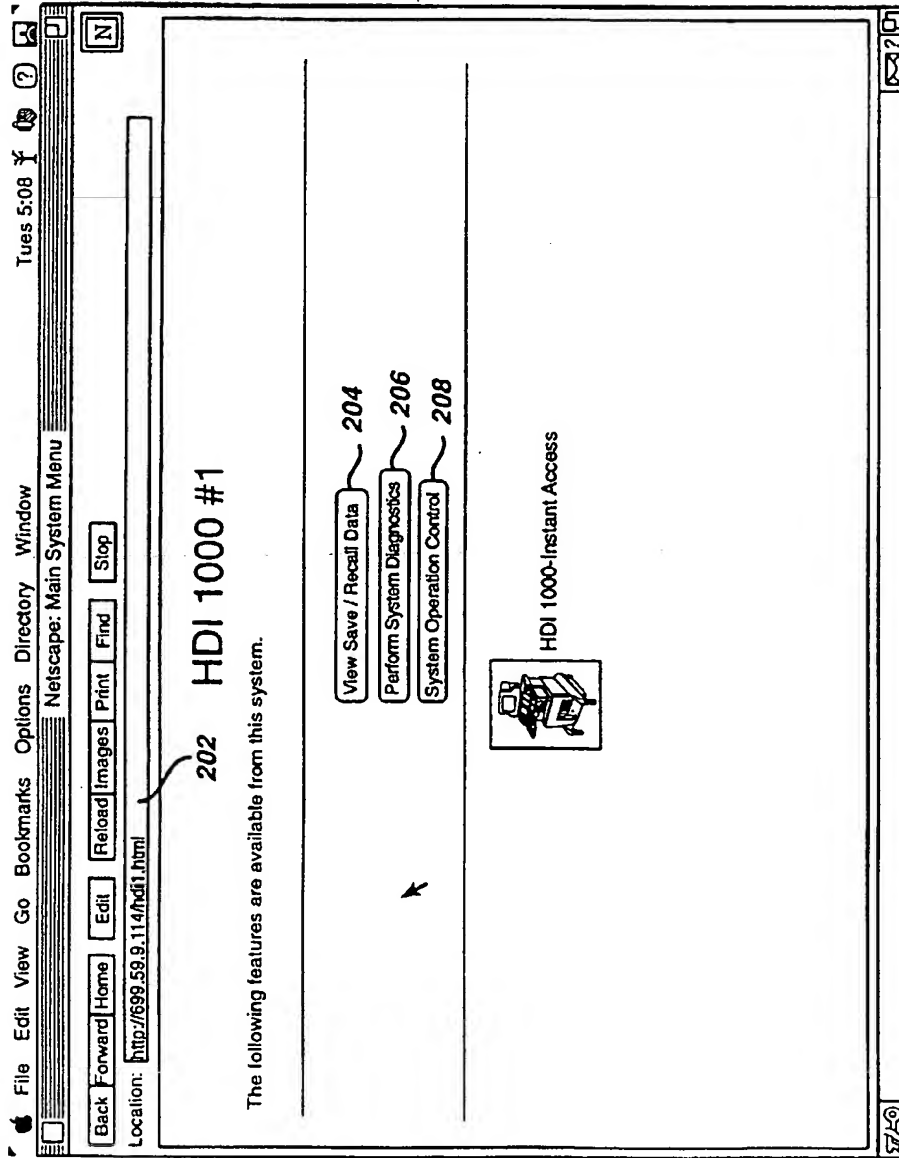 File Edit View Go Bookmarks Options Directory Window Tues 5:08 ?
Netscape: Main System Menu
Back Forward Home Edit Reload Images Print Find Stop N
Location: http://699.59.9.114/hdi1.html
202
HDI 1000 #1
The following features are available from this system.
View Save / Recall Data 204
Perform System Diagnostics 206
System Operation Control 208
HDI 1000-Instant Access
?